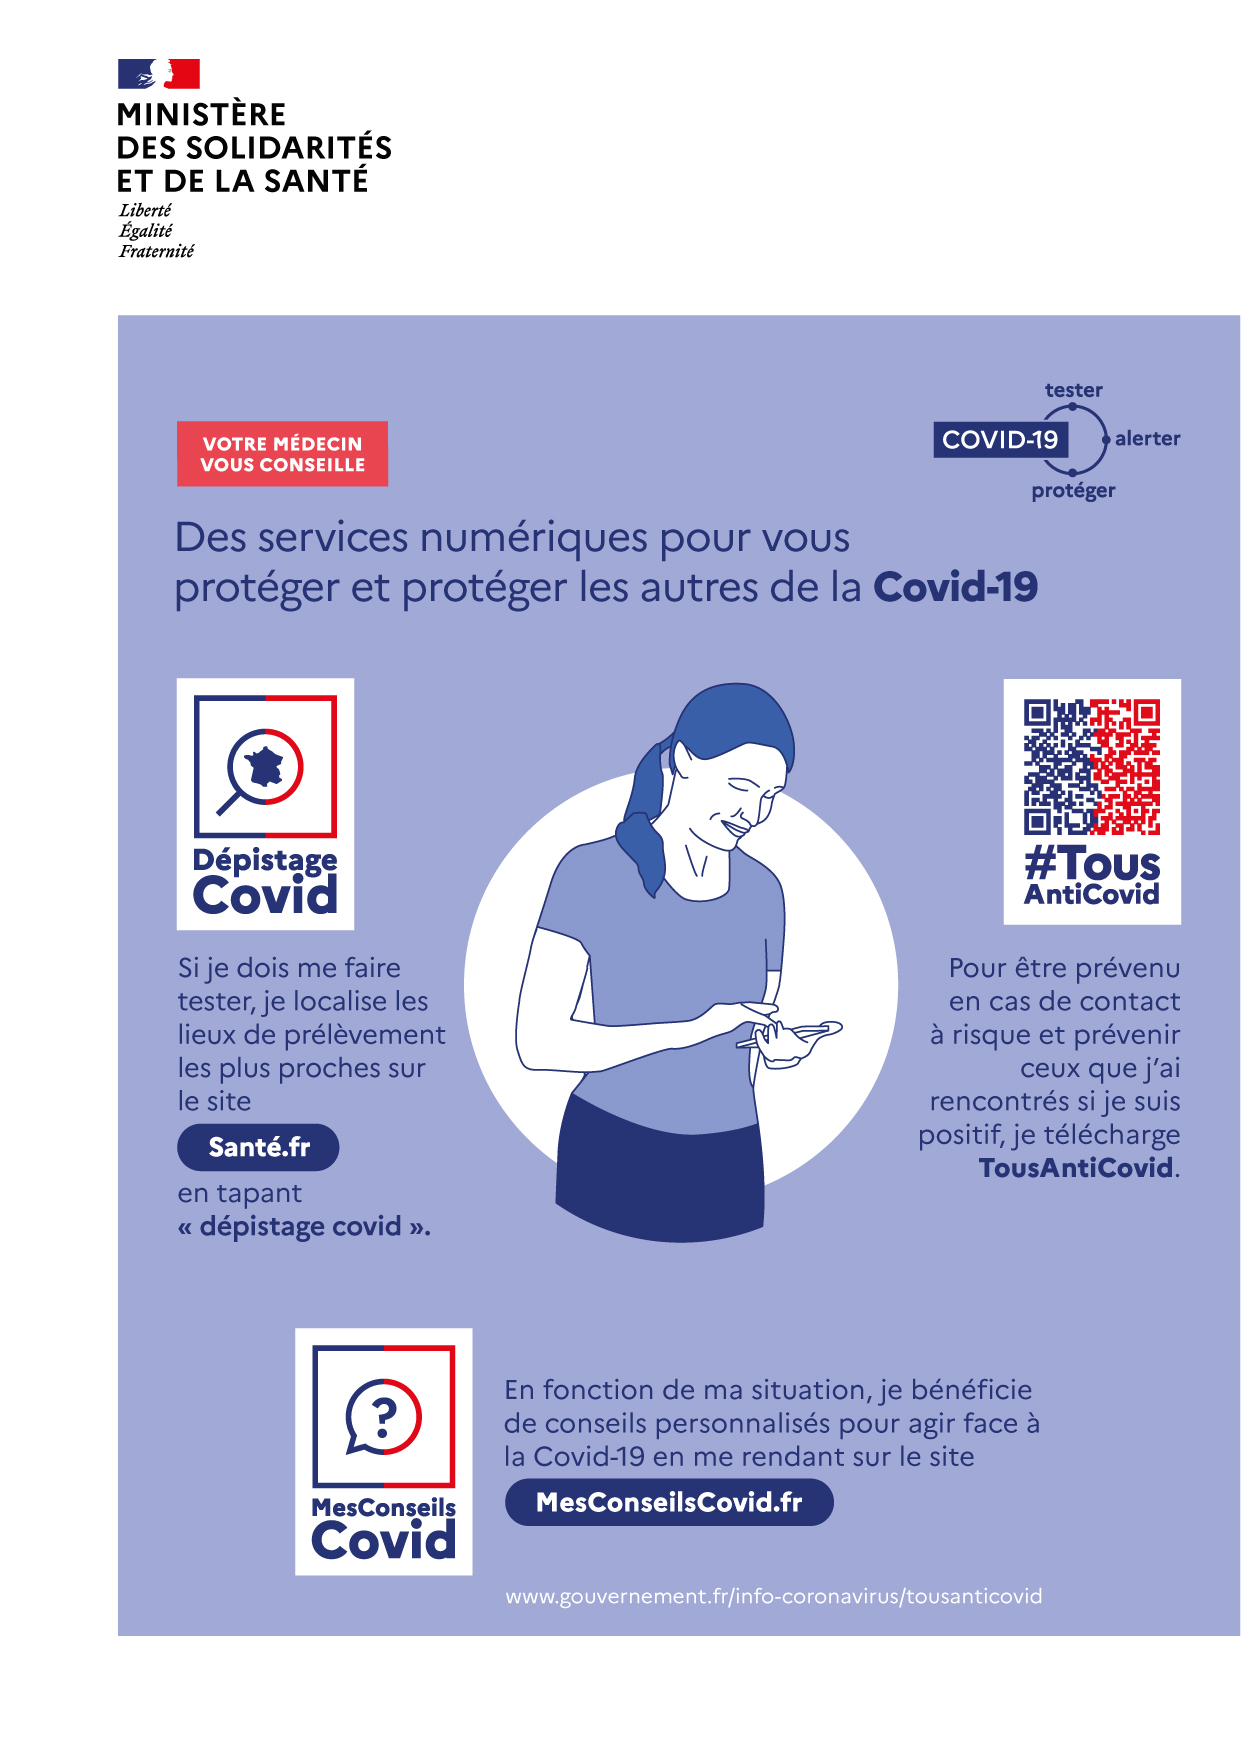 MINISTÈRE
DES SOLIDARITÉS
ET DE LA SANTÉ
Liberté
Égalité
Fraternité
tester
COVID-19
alerter
protéger
VOTRE MÉDECIN
VOUS CONSEILLE
Des services numériques pour vous
protéger et protéger les autres de la Covid-19
Dépistage
Covid
Si je dois me faire
tester, je localise les
lieux de prélèvement
les plus proches sur
le site
Santé.fr
en tapant
« dépistage covid ».
#Tous
AntiCovid
Pour être prévenu
en cas de contact
à risque et prévenir
ceux que j’ai
rencontrés si je suis
positif, je télécharge
TousAntiCovid.
?
MesConseils
Covid
En fonction de ma situation, je bénéficie
de conseils personnalisés pour agir face à
la Covid-19 en me rendant sur le site
MesConseilsCovid.fr
www.gouvernement.fr/info-coronavirus/tousanticovid